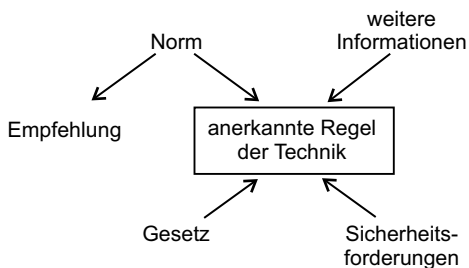 weitere
Informationen
Norm
Empfehlung
anerkannte Regel
der Technik
Gesetz
Sicherheits-
forderungen